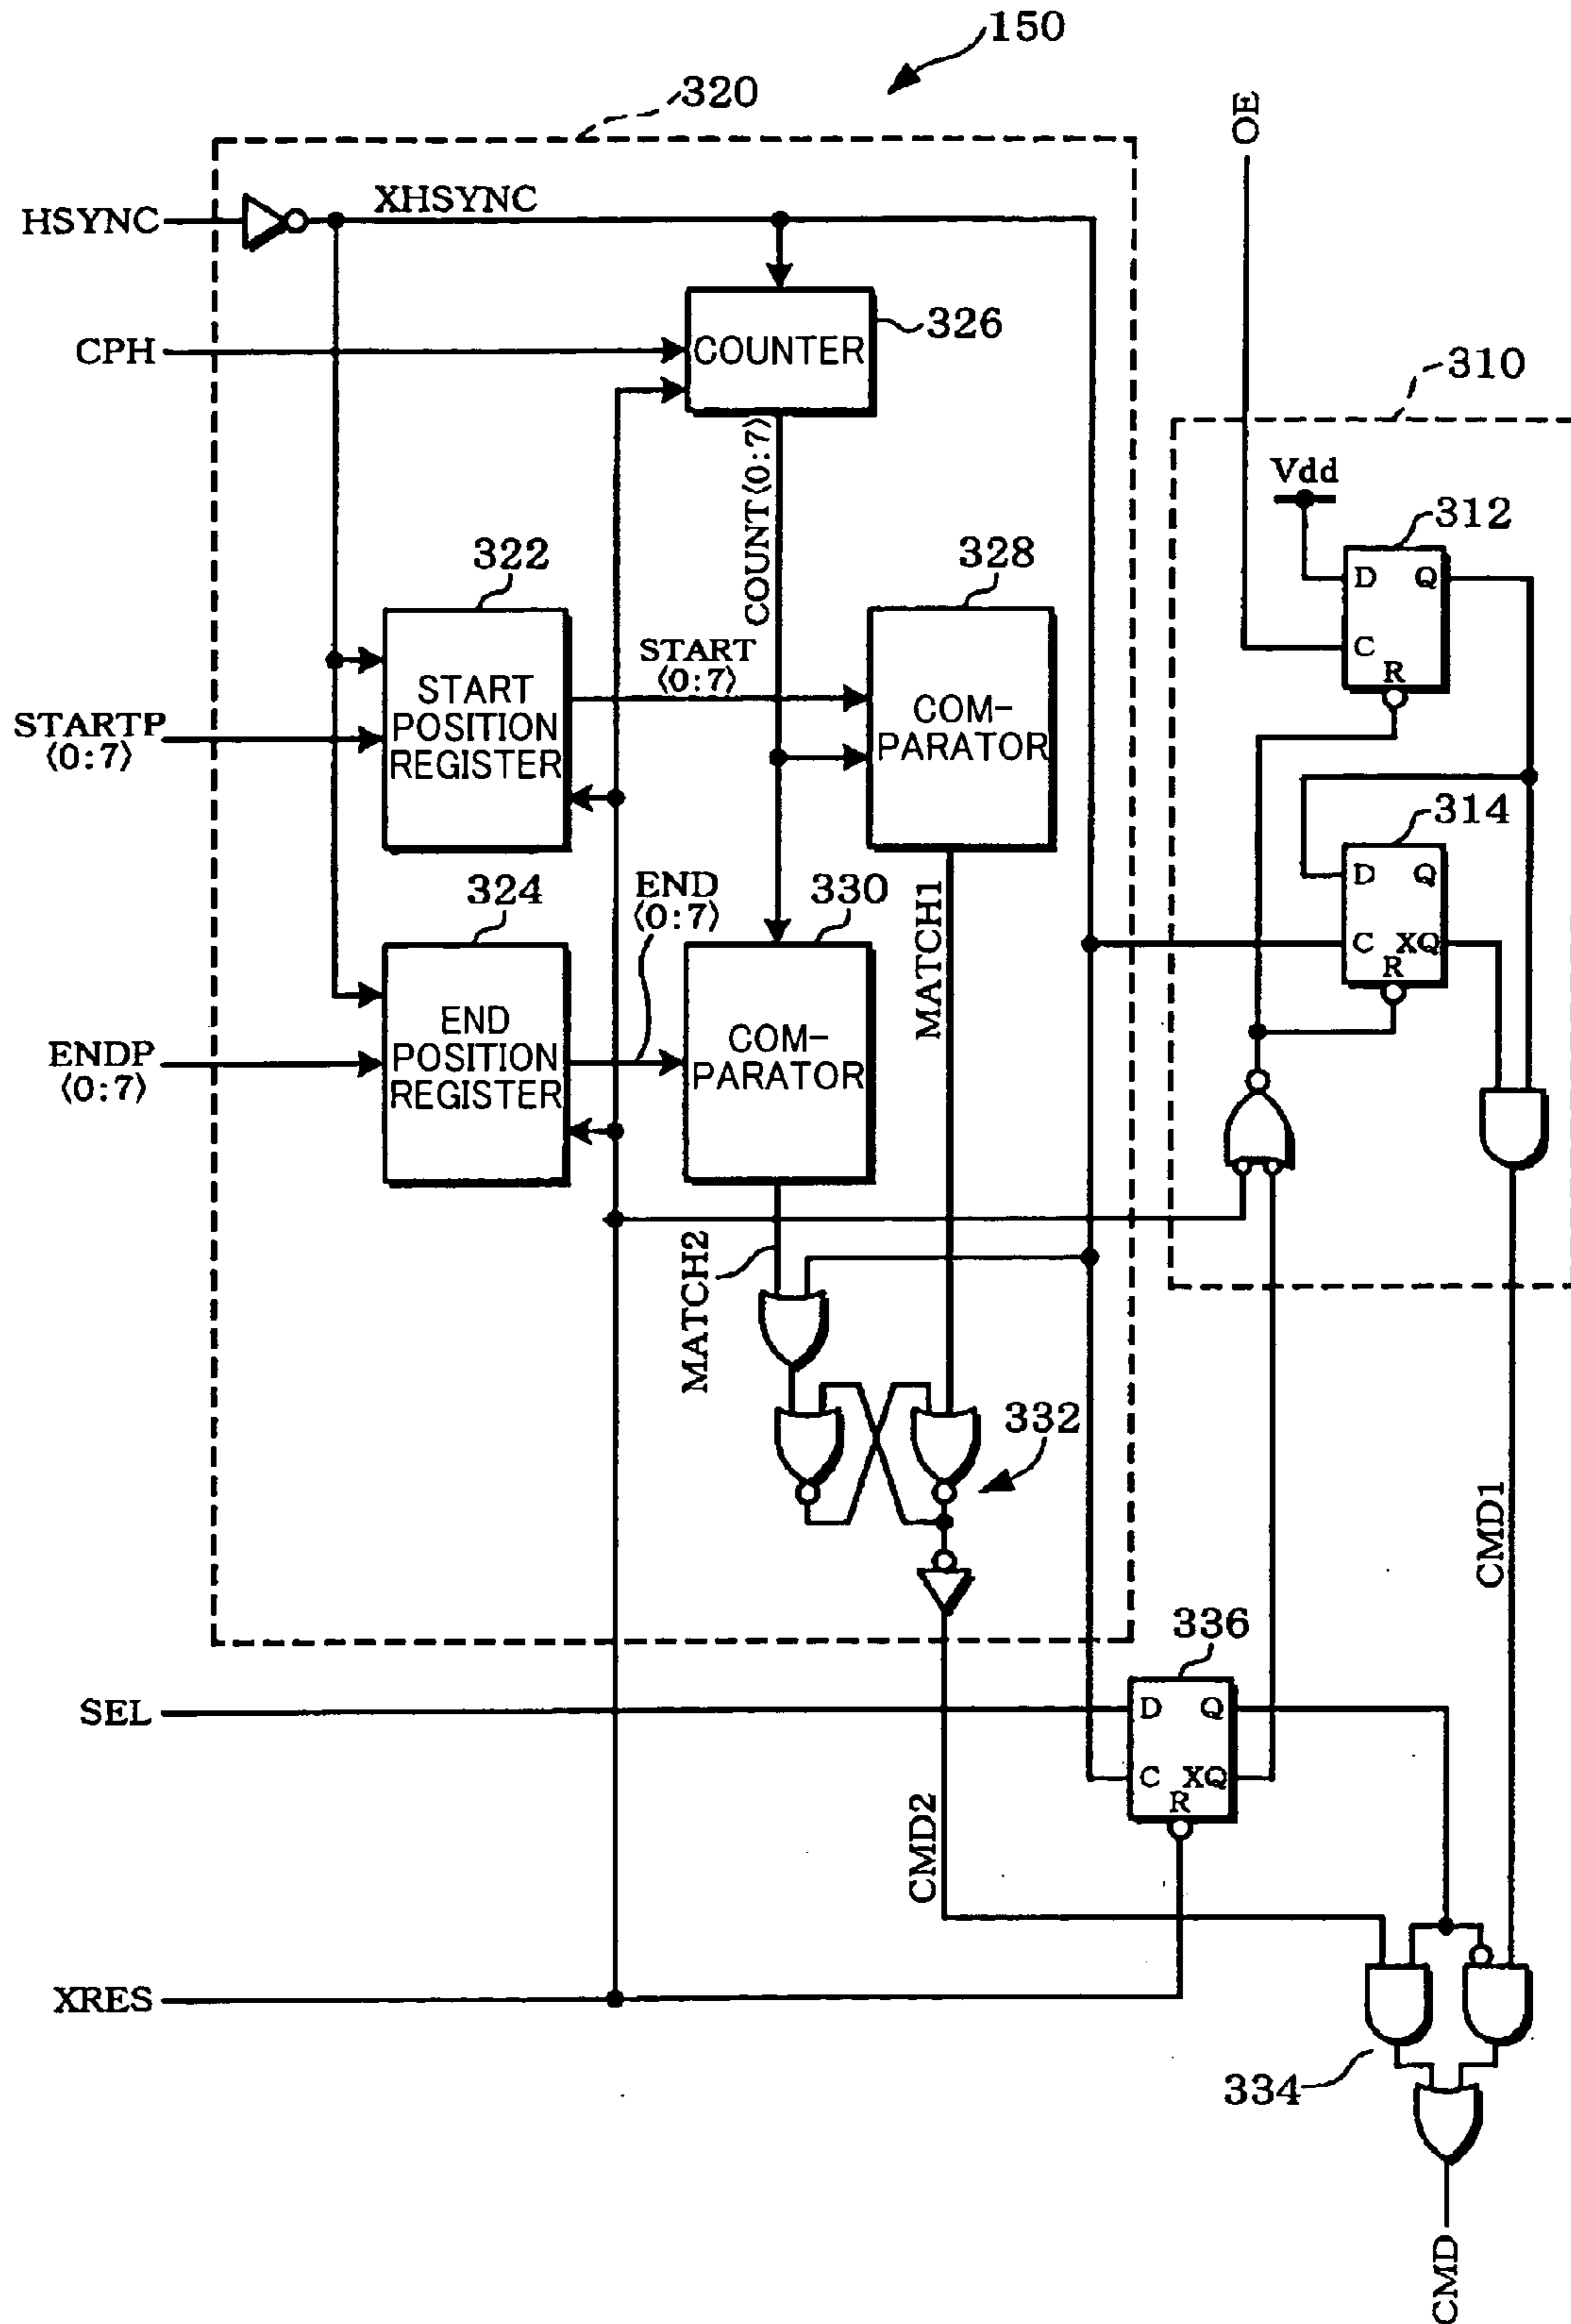 150
320
OE
HSYNC
XHSYNC
CPH
COUNTER
326
310
COUNT⟨0:7⟩
Vdd
312
D Q
C
R
322
328
START
⟨0:7⟩
STARTP
⟨0:7⟩
START
POSITION
REGISTER
COM-
PARATOR
314
D Q
C XQ
R
324
END
⟨0:7⟩
330
MATCH1
ENDP
⟨0:7⟩
END
POSITION
REGISTER
COM-
PARATOR
MATCH2
332
CMD1
336
SEL
D Q
C XQ
R
CMD2
XRES
334
CMD